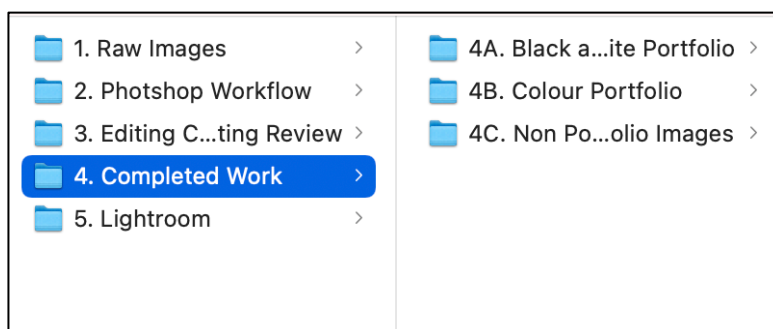 1. Raw Images
2. Photshop Workflow
3. Editing C...ting Review
4. Completed Work
5. Lightroom
4A. Black a...ite Portfolio
4B. Colour Portfolio
4C. Non Po...olio Images